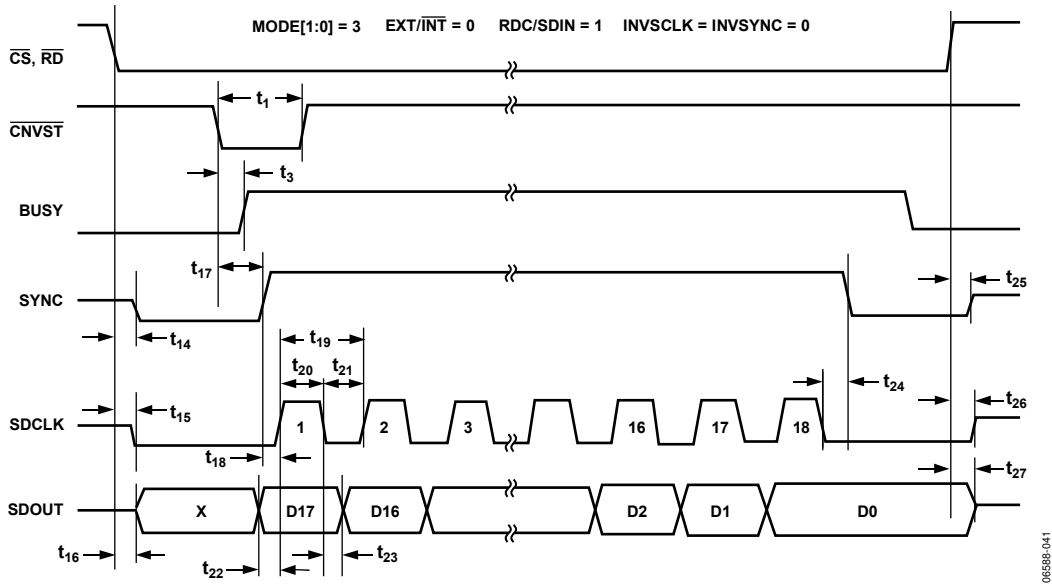 MODE[1:0] = 3 EXT/INT = 0 RDC/SDIN = 1 INVSCLK = INVSYNC = 0
CS, RD
t1
CNVST
t3
BUSY
t17
SYNC
t25
t14
t19
t20 t21
t24
t15
t26
SDCLK
1 2 3 16 17 18
t18
t27
SDOUT
X D17 D16 D2 D1 D0
t16
t22
t23
06588-041